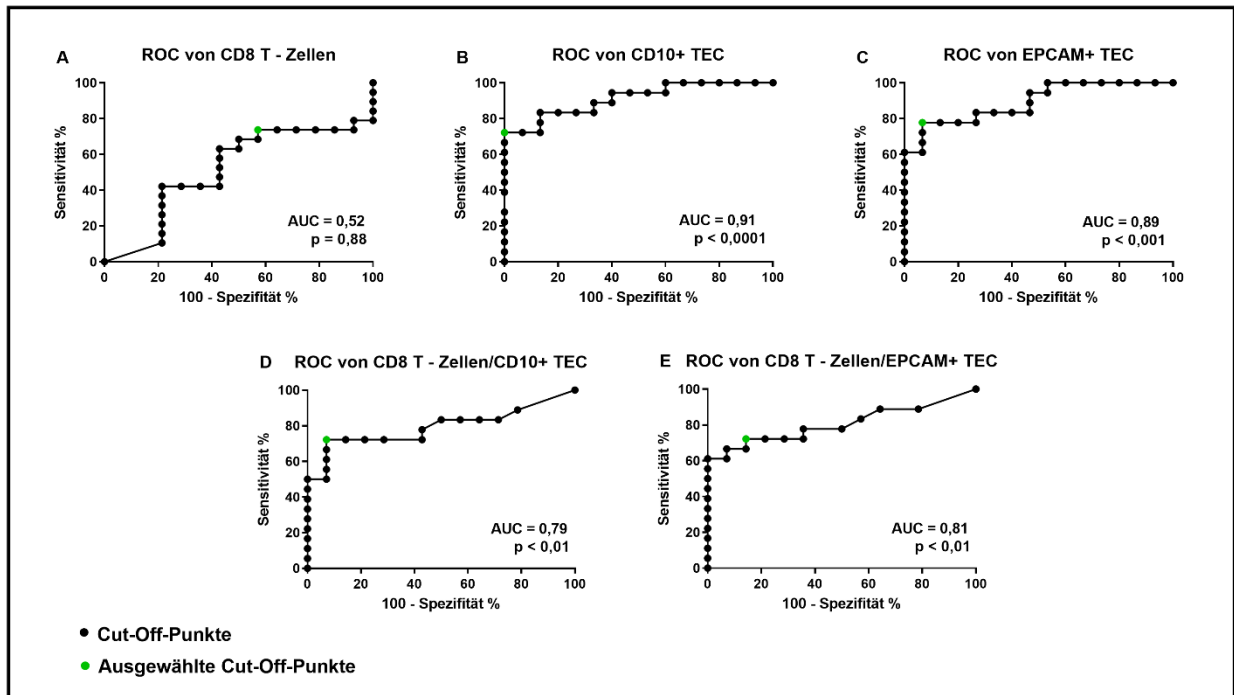 A ROC von CD8 T - Zellen
100
80
60
40
20
0
Sensitivität %
0 20 40 60 80 100
100 - Spezifität %
AUC = 0,52
p = 0,88
B ROC von CD10+ TEC
100
80
60
40
20
0
Sensitivität %
0 20 40 60 80 100
100 - Spezifität %
AUC = 0,91
p < 0,0001
C ROC von EPCAM+ TEC
100
80
60
40
20
0
Sensitivität %
0 20 40 60 80 100
100 - Spezifität %
AUC = 0,89
p < 0,001
D ROC von CD8 T - Zellen/CD10+ TEC
100
80
60
40
20
0
Sensitivität %
0 20 40 60 80 100
100 - Spezifität %
AUC = 0,79
p < 0,01
E ROC von CD8 T - Zellen/EPCAM+ TEC
100
80
60
40
20
0
Sensitivität %
0 20 40 60 80 100
100 - Spezifität %
AUC = 0,81
p < 0,01
Cut-Off-Punkte
Ausgewählte Cut-Off-Punkte